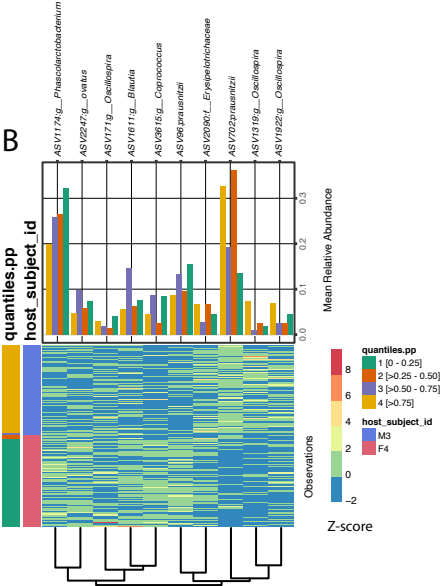 B
ASV1174:g__Phascolarctobacterium
ASV2247:g__ovatus
ASV171:g__Oscillospira
ASV1611:g__Blautia
ASV3615:g__Coprococcus
ASV96:prausnitzii
ASV2090:f__Erysipelotrichaceae
ASV702:prausnitzii
ASV1319:g__Oscillospira
ASV1922:g__Oscillospira
0.3
0.2
0.1
0.0
Mean Relative Abundance
quantiles.pp
host_subject_id
Observations
8
6
4
2
0
−2
Z-score
quantiles.pp
1 [0 - 0.25]
2 [>0.25 - 0.50]
3 [>0.50 - 0.75]
4 [>0.75]
host_subject_id
M3
F4